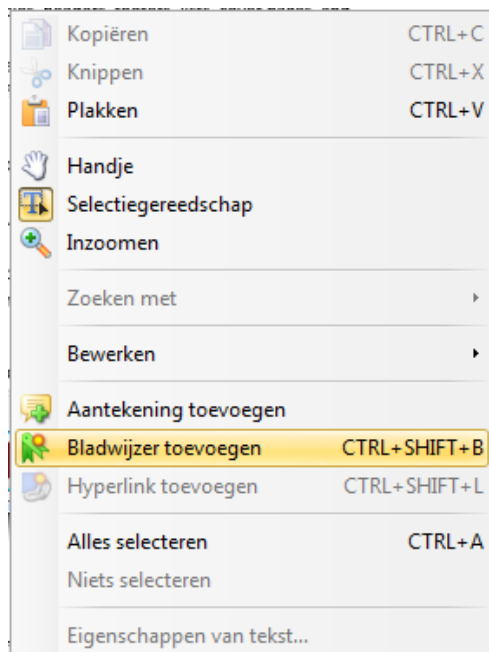 Kopiëren CTRL+C
Knippen CTRL+X
Plakken CTRL+V
Handje
Selectiegereedschap
Inzoomen
Zoeken met
Bewerken
Aantekening toevoegen
Bladwijzer toevoegen CTRL+SHIFT+B
Hyperlink toevoegen CTRL+SHIFT+L
Alles selecteren CTRL+A
Niets selecteren
Eigenschappen van tekst...